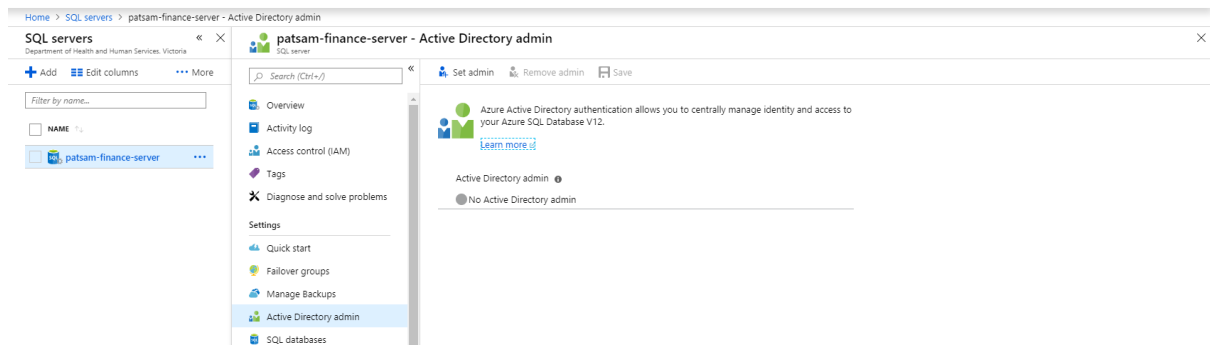 Home > SQL servers > patsam-finance-server - Active Directory admin
SQL servers
Department of Health and Human Services. Victoria
Add Edit columns ••• More
Filter by name...
NAME
patsam-finance-server •••
patsam-finance-server - Active Directory admin
SQL server
Search (Ctrl+/)
Overview
Activity log
Access control (IAM)
Tags
Diagnose and solve problems
Settings
Quick start
Failover groups
Manage Backups
Active Directory admin
SQL databases
Set admin Remove admin Save
Azure Active Directory authentication allows you to centrally manage identity and access to
your Azure SQL Database V12.
Learn more
Active Directory admin
No Active Directory admin